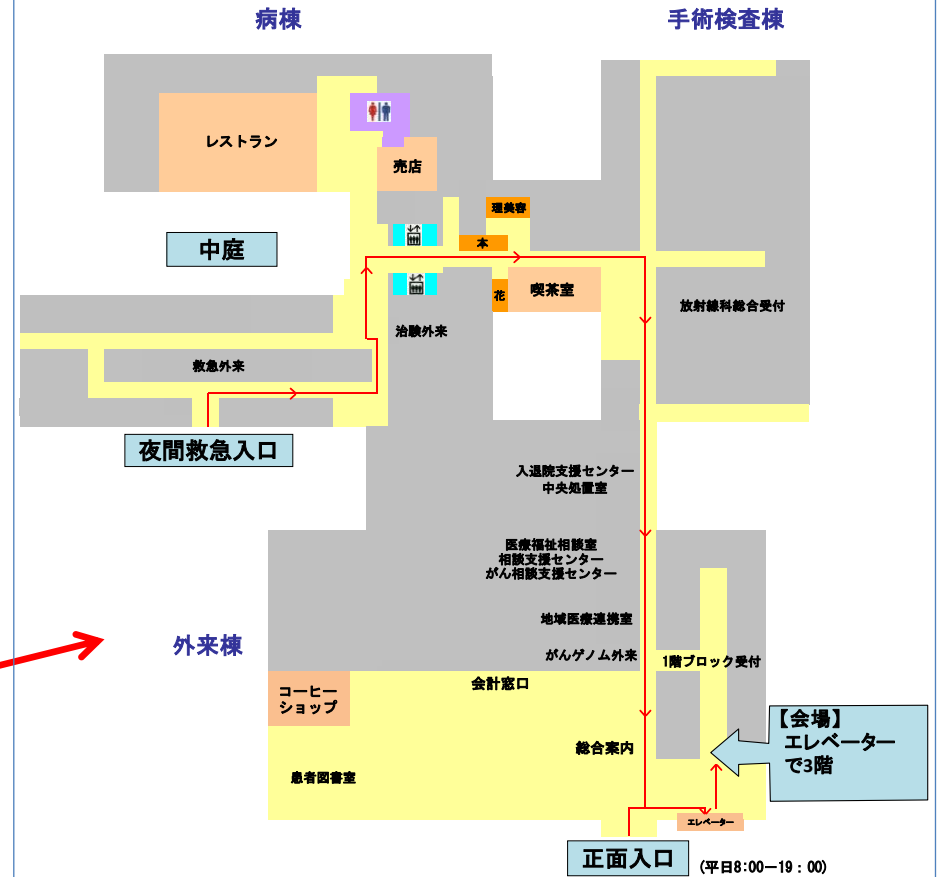 病棟
手術検査棟
レストラン
売店
理美容
本
中庭
花
喫茶室
放射線科総合受付
治験外来
救急外来
夜間救急入口
入退院支援センター
中央処置室
医療福祉相談室
相談支援センター
がん相談支援センター
地域医療連携室
外来棟
がんゲノム外来
1階ブロック受付
会計窓口
コーヒー
ショップ
【会場】
エレベーター
で3階
総合案内
患者図書室
エレベーター
正面入口
(平日8:00ー19：00)